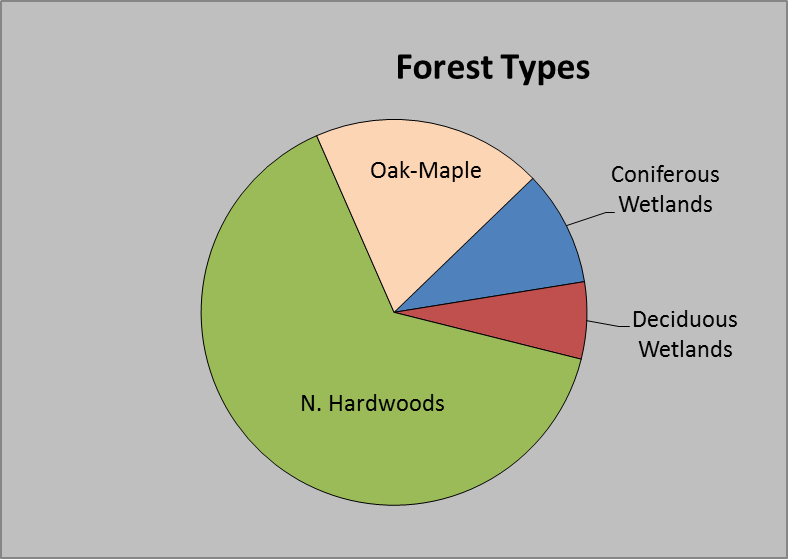 Forest Types
Oak-Maple
Coniferous
Wetlands
Deciduous
Wetlands
N. Hardwoods